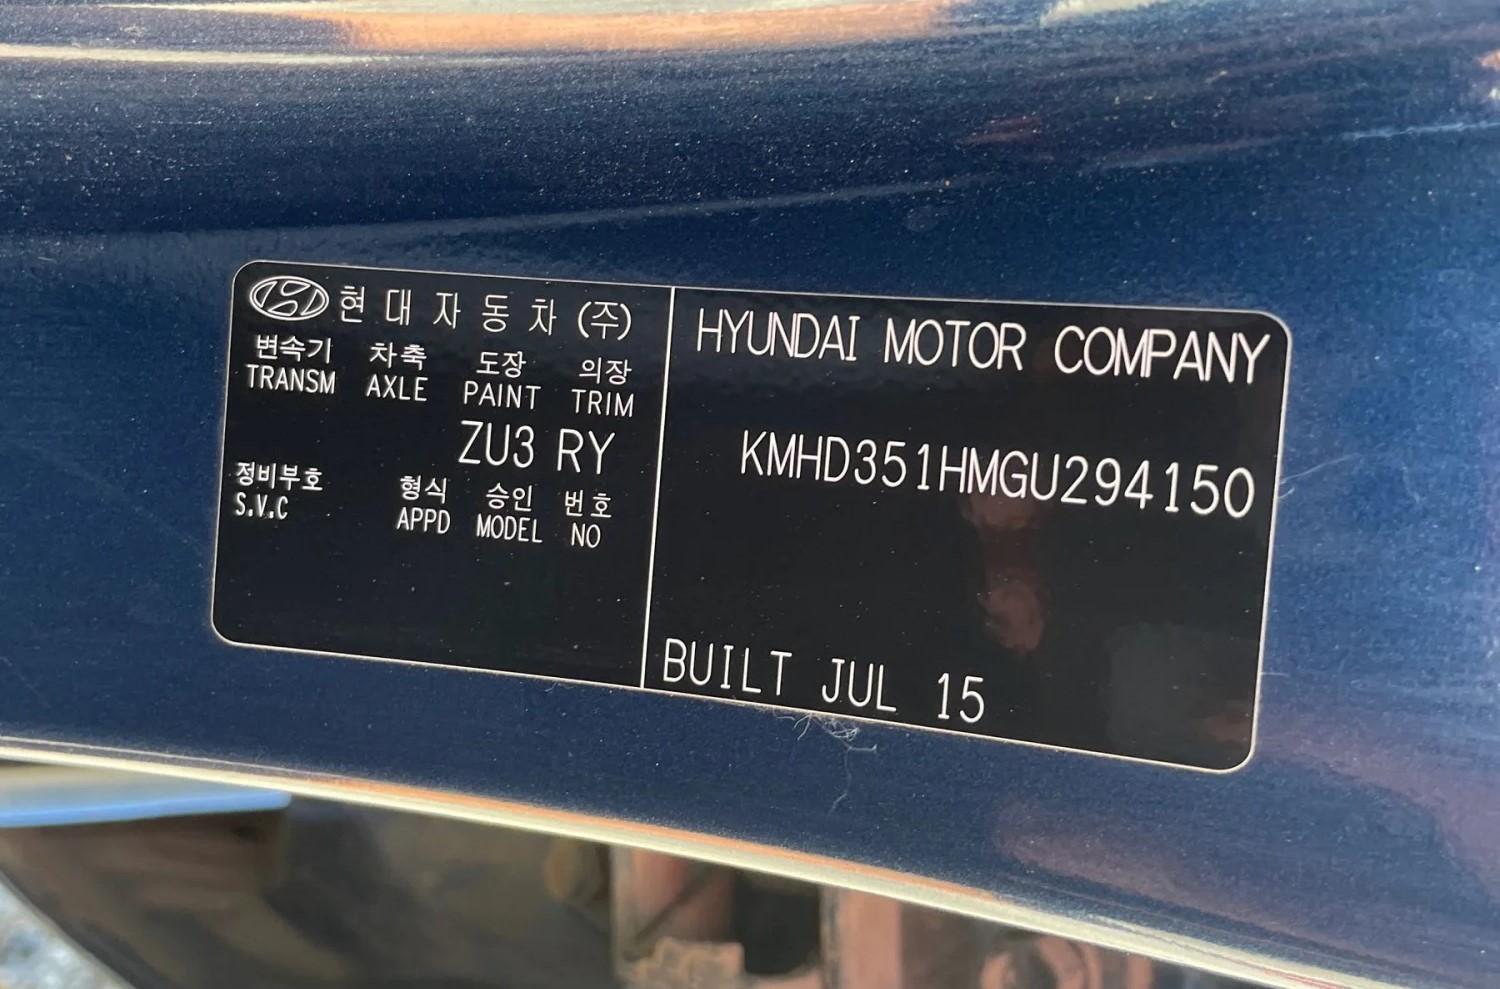 현대자동차(주)
변속기 차축 도장 의장
TRANSM AXLE PAINT TRIM
ZU3 RY
정비부호 형식 승인 번호
S.V.C APPD MODEL NO
HYUNDAI MOTOR COMPANY
KMHD351HMGU294150
BUILT JUL 15